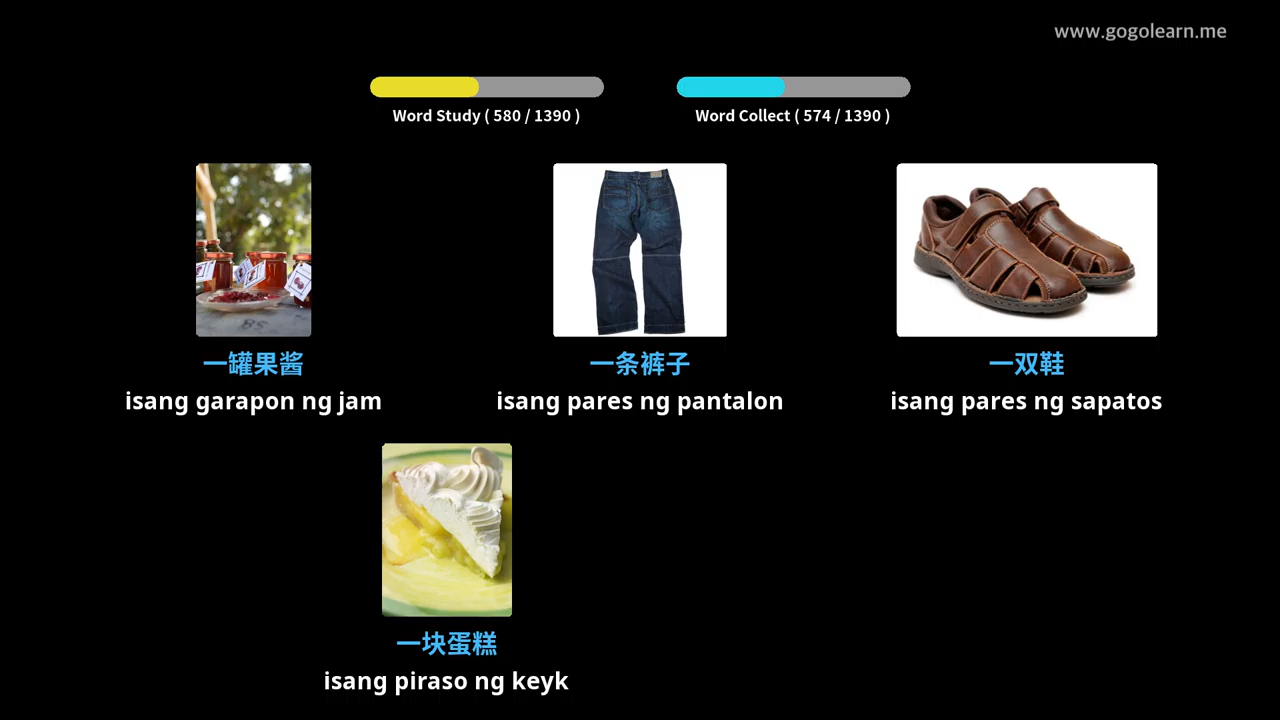 www.gogolearn.me
Word Study ( 580 / 1390 )
Word Collect ( 574 / 1390 )
一罐果酱
isang garapon ng jam
一条裤子
isang pares ng pantalon
一双鞋
isang pares ng sapatos
一块蛋糕
isang piraso ng keyk